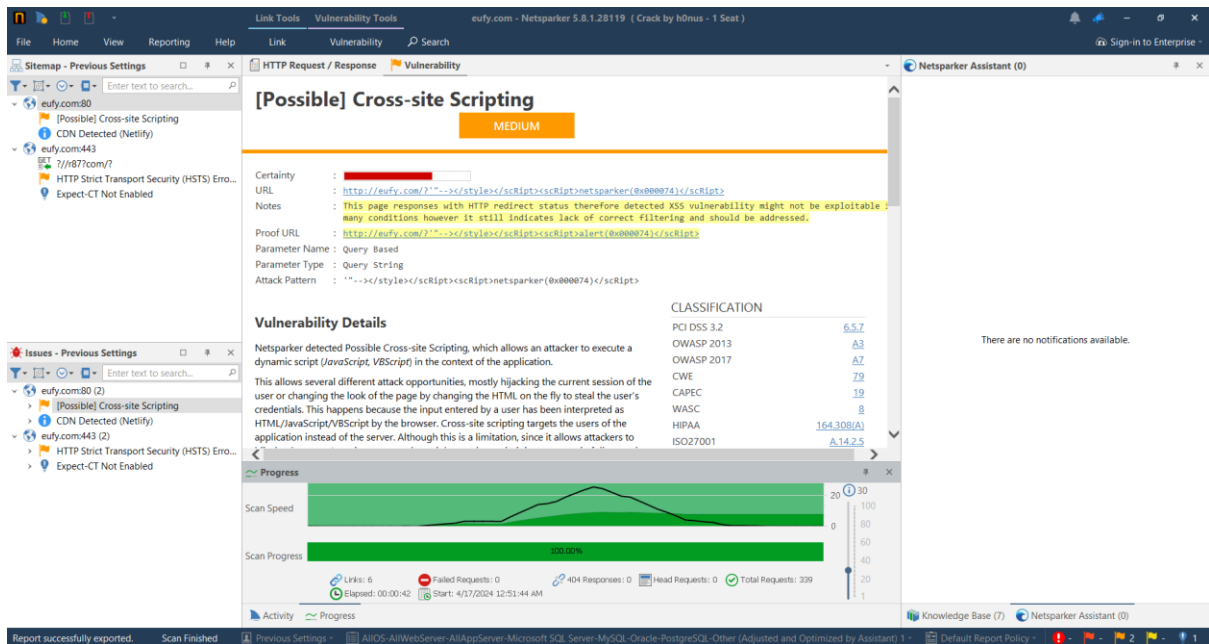 Link Tools Vulnerability Tools eufy.com - Netsparker 5.8.1.28119 ( Crack by h0nus - 1 Seat )
File Home View Reporting Help Link Vulnerability Search Sign-in to Enterprise
Sitemap - Previous Settings
Enter text to search...
eufy.com:80
[Possible] Cross-site Scripting
CDN Detected (Netlify)
eufy.com:443
GET ?//r87?com/?
HTTP Strict Transport Security (HSTS) Erro...
Expect-CT Not Enabled
Issues - Previous Settings
Enter text to search...
eufy.com:80 (2)
[Possible] Cross-site Scripting
CDN Detected (Netlify)
eufy.com:443 (2)
HTTP Strict Transport Security (HSTS) Erro...
Expect-CT Not Enabled
HTTP Request / Response Vulnerability
[Possible] Cross-site Scripting
MEDIUM
Certainty :
URL : http://eufy.com/?'"--></style></scRipt><scRipt>netsparker(0x000074)</scRipt>
Notes : This page responses with HTTP redirect status therefore detected XSS vulnerability might not be exploitable
many conditions however it still indicates lack of correct filtering and should be addressed.
Proof URL : http://eufy.com/?'"--></style></scRipt><scRipt>alert(0x000074)</scRipt>
Parameter Name : Query Based
Parameter Type : Query String
Attack Pattern : '"--></style></scRipt><scRipt>netsparker(0x000074)</scRipt>
Vulnerability Details
Netsparker detected Possible Cross-site Scripting, which allows an attacker to execute a
dynamic script (JavaScript, VBScript) in the context of the application.
This allows several different attack opportunities, mostly hijacking the current session of the
user or changing the look of the page by changing the HTML on the fly to steal the user's
credentials. This happens because the input entered by a user has been interpreted as
HTML/JavaScript/VBScript by the browser. Cross-site scripting targets the users of the
application instead of the server. Although this is a limitation, since it allows attackers to
CLASSIFICATION
PCI DSS 3.2 6.5.7
OWASP 2013 A3
OWASP 2017 A7
CWE 79
CAPEC 19
WASC 8
HIPAA 164.308(A)
ISO27001 A.14.2.5
Progress
Scan Speed
20
0
30
100
80
60
40
20
1
Scan Progress 100.00%
Links: 6 Failed Requests: 0 404 Responses: 0 Head Requests: 0 Total Requests: 339
Elapsed: 00:00:42 Start: 4/17/2024 12:51:44 AM
Activity Progress
Netsparker Assistant (0)
There are no notifications available.
Knowledge Base (7) Netsparker Assistant (0)
Report successfully exported. Scan Finished Previous Settings - AllOS-AllWebServer-AllAppServer-Microsoft SQL Server-MySQL-Oracle-PostgreSQL-Other (Adjusted and Optimized by Assistant) 1 Default Report Policy - - 2 - 1